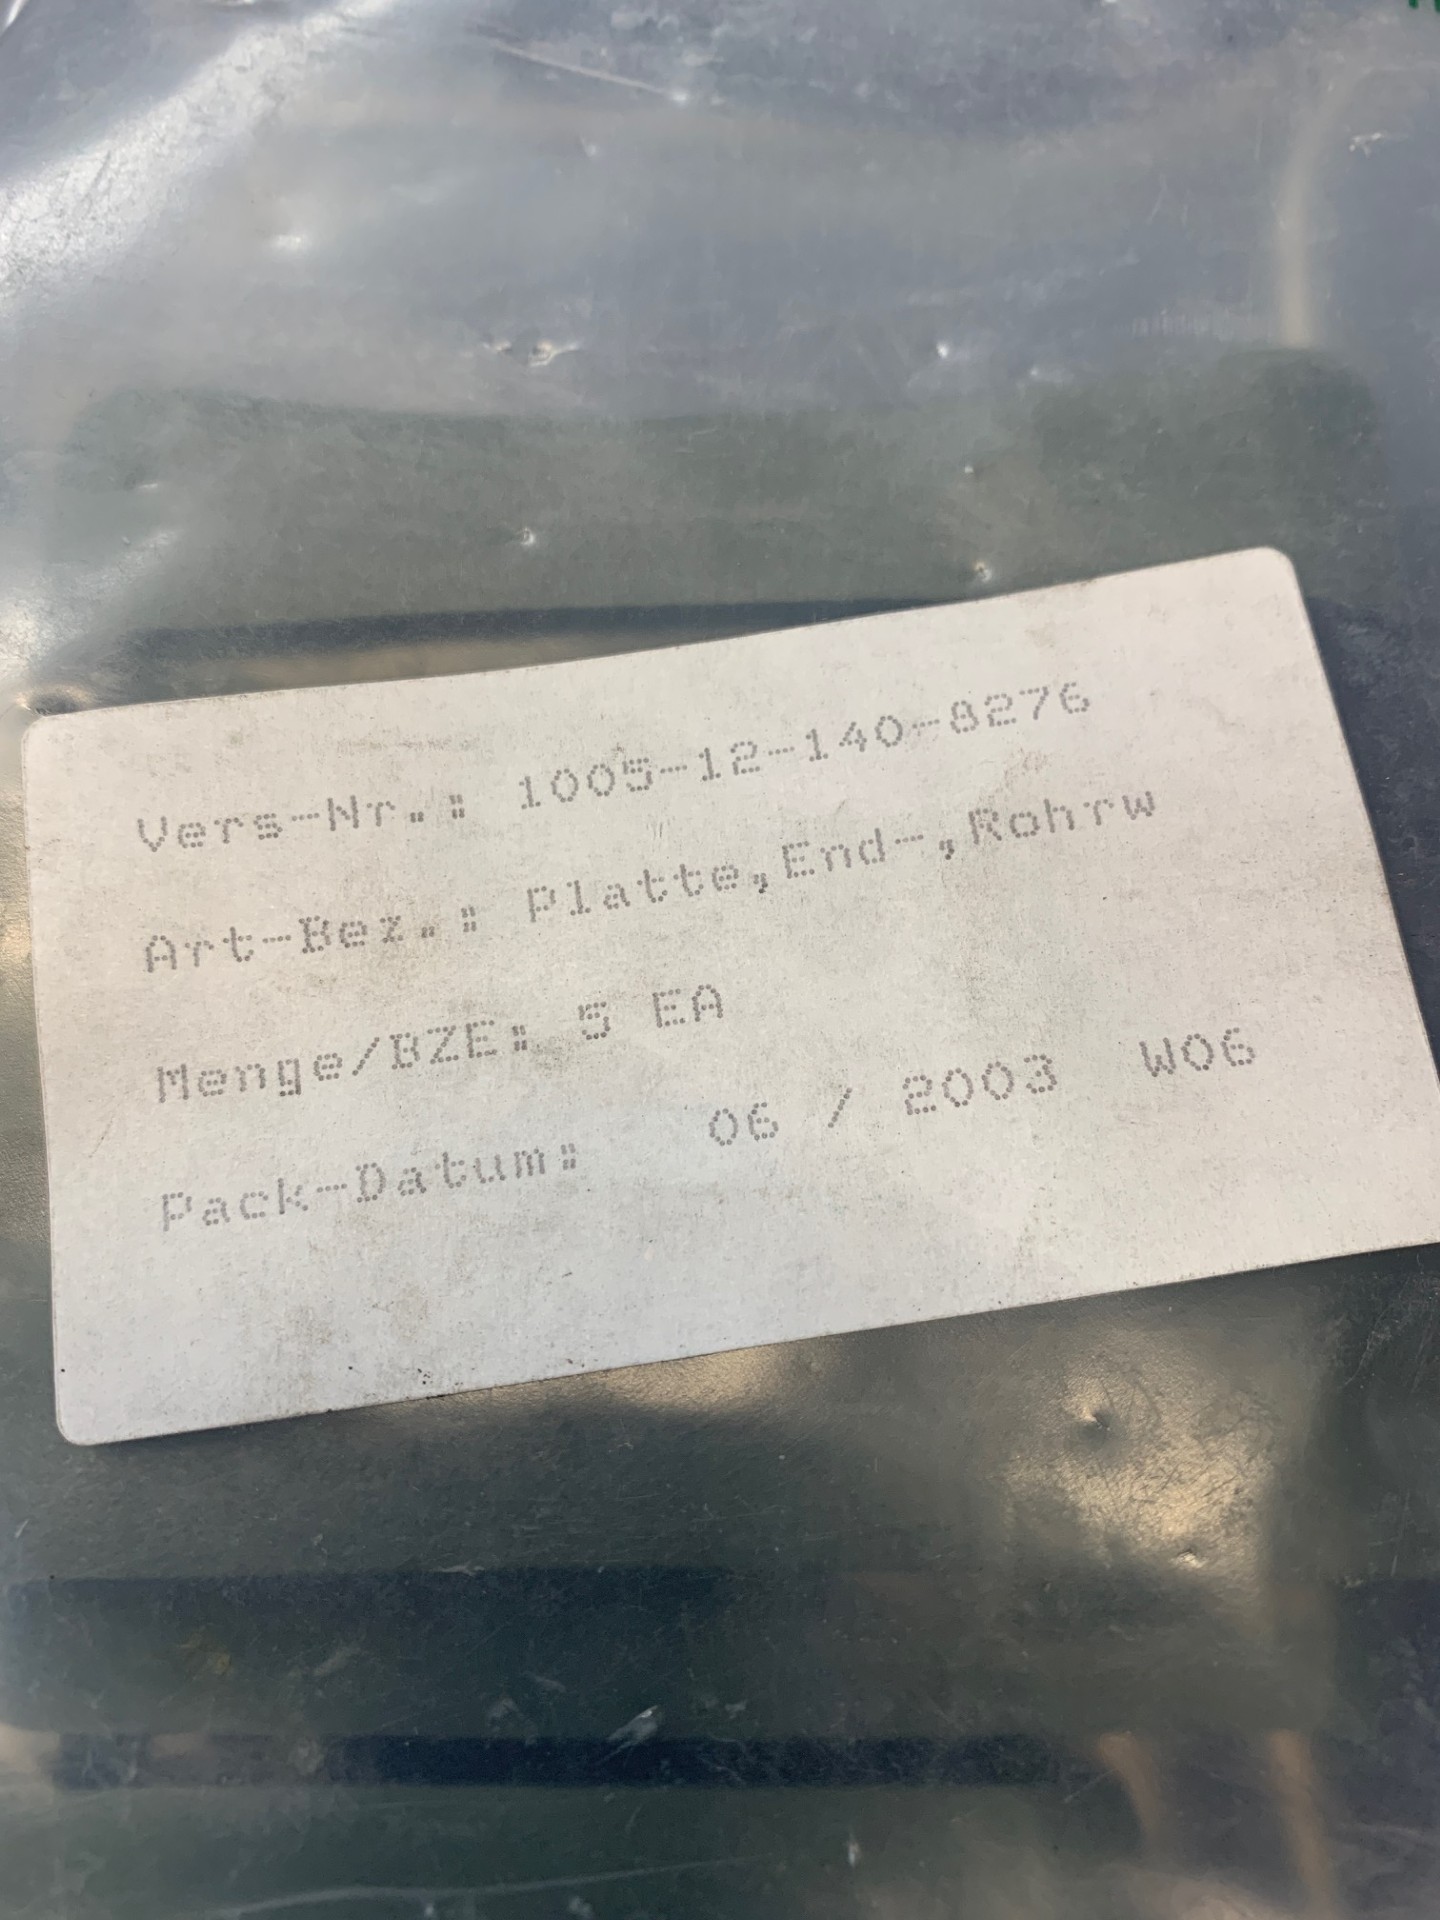 Vers-Nr.: 1005-12-140-8276
Art-Bez.: Platte,End-,Rohrw
Menge/BZE: 5 EA
Pack-Datum: 06 / 2003 W06